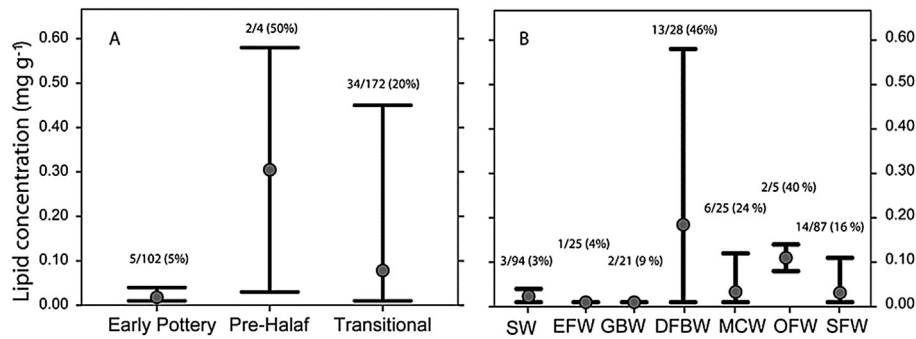 A
2/4 (50%)
34/172 (20%)
5/102 (5%)
Lipid concentration (mg g⁻¹)
0.60
0.50
0.40
0.30
0.20
0.10
0.00
Early Pottery Pre-Halaf Transitional
B
13/28 (46%)
2/5 (40 %)
6/25 (24 %)
14/87 (16 %)
3/94 (3%)
1/25 (4%)
2/21 (9 %)
0.60
0.50
0.40
0.30
0.20
0.10
0.00
SW EFW GBW DFBW MCW OFW SFW